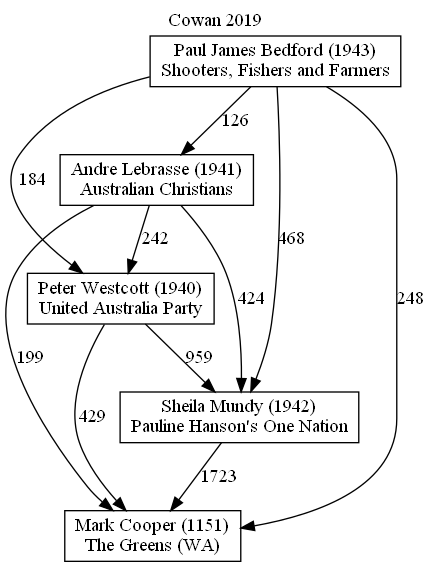 Cowan 2019
Paul James Bedford (1943)
Shooters, Fishers and Farmers
126
Andre Lebrasse (1941)
Australian Christians
184
242
468
Peter Westcott (1940)
United Australia Party
424
248
199
959
Sheila Mundy (1942)
Pauline Hanson's One Nation
429
1723
Mark Cooper (1151)
The Greens (WA)